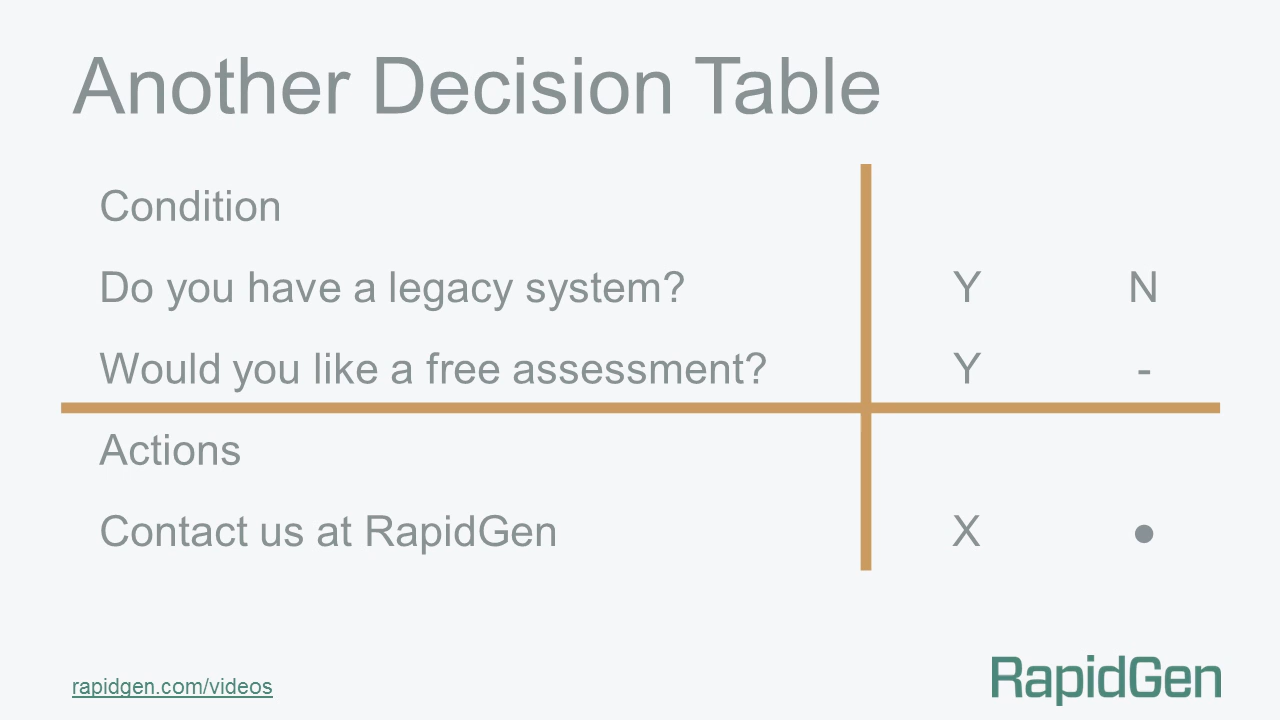 Another Decision Table
Condition
Do you have a legacy system? Y N
Would you like a free assessment? Y -
Actions
Contact us at RapidGen X ●
rapidgen.com/videos
RapidGen